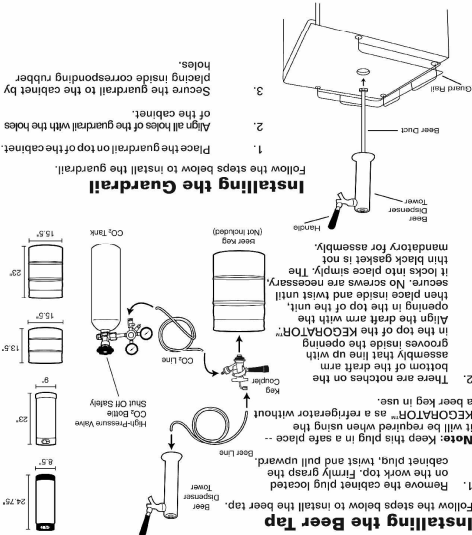 Installing the Beer Tap
Follow the steps below to install the beer tap.
1. Remove the cabinet plug located
on the work top. Firmly grasp the
cabinet plug, twist and pull upward.
Note: Keep this plug in a safe place --
it will be required when using the
KEGORATOR™ as a refrigerator without
a beer keg in use.
2. There are notches on the
bottom of the draft arm
assembly that line up with
grooves inside the opening
in the top of the KEGORATOR™.
Align the draft arm with the
opening in the top of the unit,
then place inside and twist until
secure. No screws are necessary,
it locks into place simply. The
thin black gasket is not
mandatory for assembly.
Beer
Dispenser
Tower
Beer Line
Keg
Coupler
CO₂ Line
High-Pressure Valve
CO₂ Bottle
Shut Off Safely
Beer Keg
(Not Included)
CO₂ Tank
8.5"
24.75"
9"
23"
15.5"
13.5"
15.5"
23"
Installing the Guardrail
Follow the steps below to install the guardrail.
1. Place the guardrail on top of the cabinet.
2. Align all holes of the guardrail with the holes
of the cabinet.
3. Secure the guardrail to the cabinet by
placing inside corresponding rubber
holes.
Handle
Beer
Dispenser
Tower
Beer Duct
Guard Rail